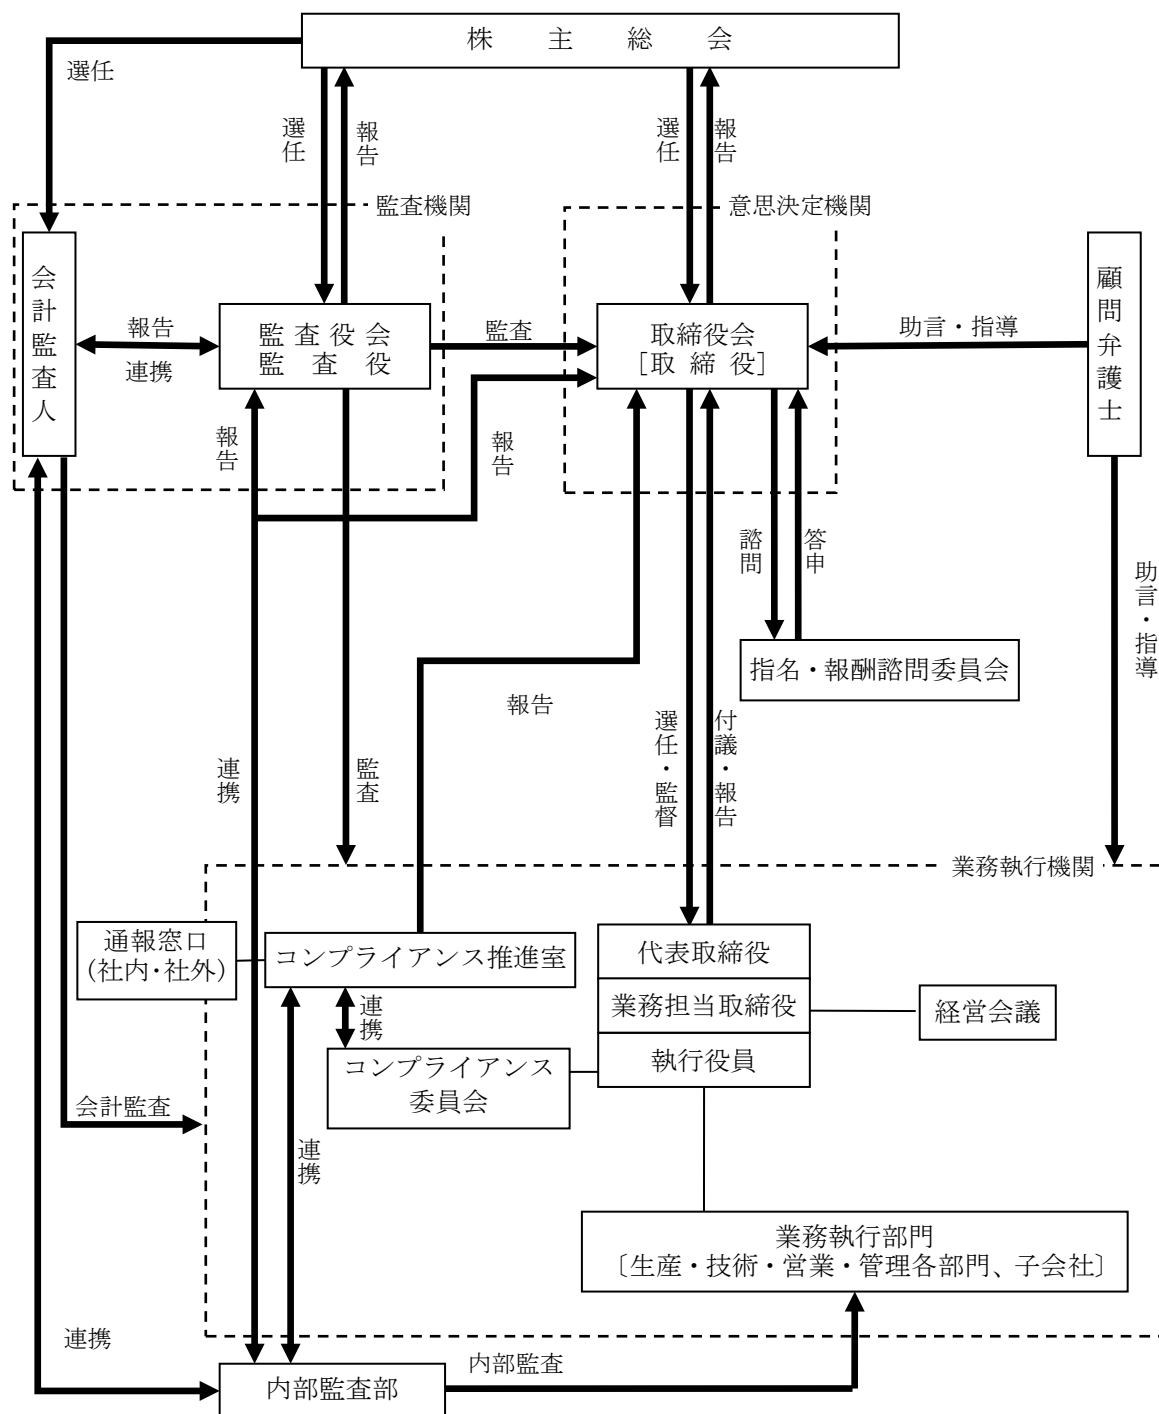 株主総会
選任
選任
報告
選任
報告
監査機関
意思決定機関
会計監査人
報告
連携
監査役会
監査役
監査
取締役会
[取締役]
助言・指導
顧問弁護士
報告
報告
諮問
答申
助言・指導
指名・報酬諮問委員会
報告
選任・監督
付議・報告
連携
監査
業務執行機関
通報窓口
(社内・社外)
コンプライアンス推進室
代表取締役
業務担当取締役
執行役員
経営会議
連携
コンプライアンス
委員会
会計監査
連携
業務執行部門
〔生産・技術・営業・管理各部門、子会社〕
連携
内部監査
内部監査部